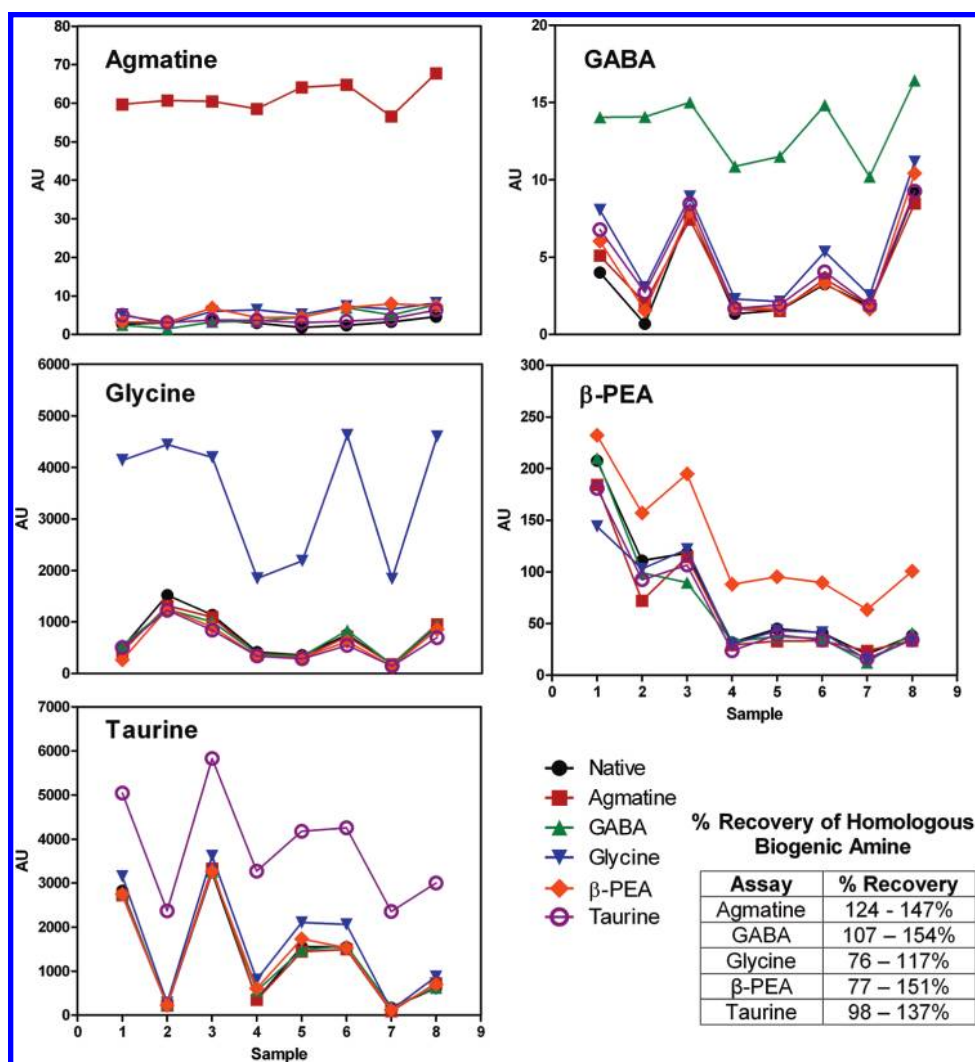 Agmatine
80
70
60
50
40
30
20
10
0
AU
GABA
20
15
10
5
0
AU
Glycine
6000
5000
4000
3000
2000
1000
0
AU
β-PEA
300
250
200
150
100
50
0
AU
0 1 2 3 4 5 6 7 8 9
Sample
Taurine
7000
6000
5000
4000
3000
2000
1000
0
AU
0 1 2 3 4 5 6 7 8 9
Sample
Native
Agmatine
GABA
Glycine
β-PEA
Taurine
% Recovery of Homologous
Biogenic Amine
Assay % Recovery
Agmatine 124 - 147%
GABA 107 – 154%
Glycine 76 – 117%
β-PEA 77 – 151%
Taurine 98 – 137%